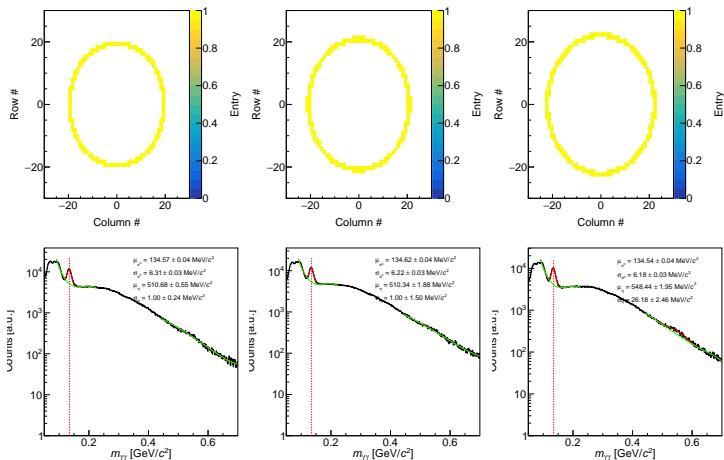 Row #
30
20
0
−20
−20
0
20
Column #
Entry
1
0.8
0.6
0.4
0.2
0
Row #
20
0
−20
−20
0
20
Column #
Entry
1
0.8
0.6
0.4
0.2
0
Row #
20
0
−20
−20
0
20
Column #
Entry
1
0.8
0.6
0.4
0.2
0
Counts [a.u.]
10⁴
10³
10²
10
1
μπ⁰ = 134.57 ± 0.04 MeV/c²
σπ⁰ = 6.31 ± 0.03 MeV/c²
μη = 510.68 ± 0.55 MeV/c²
ση = 1.00 ± 0.24 MeV/c²
0.2
0.4
0.6
mγγ [GeV/c²]
Counts [a.u.]
10⁴
10³
10²
10
1
μπ⁰ = 134.62 ± 0.04 MeV/c²
σπ⁰ = 6.22 ± 0.03 MeV/c²
μη = 510.34 ± 1.88 MeV/c²
ση = 1.00 ± 1.50 MeV/c²
0.2
0.4
0.6
mγγ [GeV/c²]
Counts [a.u.]
10⁴
10³
10²
10
1
μπ⁰ = 134.54 ± 0.04 MeV/c²
σπ⁰ = 6.18 ± 0.03 MeV/c²
μη = 548.44 ± 1.95 MeV/c²
ση = 26.18 ± 2.46 MeV/c²
0.2
0.4
0.6
mγγ [GeV/c²]